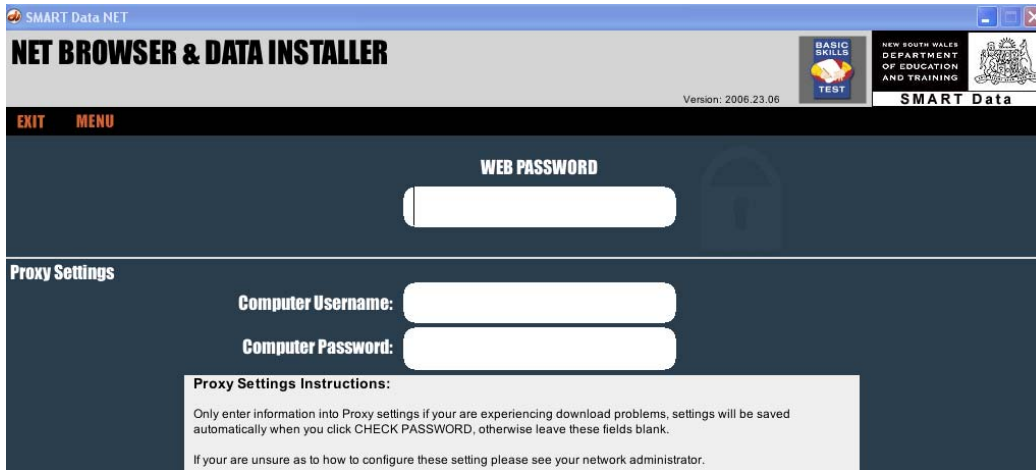 SMART Data NET
NET BROWSER & DATA INSTALLER
BASIC
SKILLS
TEST
NEW SOUTH WALES
DEPARTMENT
OF EDUCATION
AND TRAINING
Version: 2006.23.06
SMART Data
EXIT MENU
WEB PASSWORD
Proxy Settings
Computer Username:
Computer Password:
Proxy Settings Instructions:
Only enter information into Proxy settings if your are experiencing download problems, settings will be saved
automatically when you click CHECK PASSWORD, otherwise leave these fields blank.
If your are unsure as to how to configure these setting please see your network administrator.